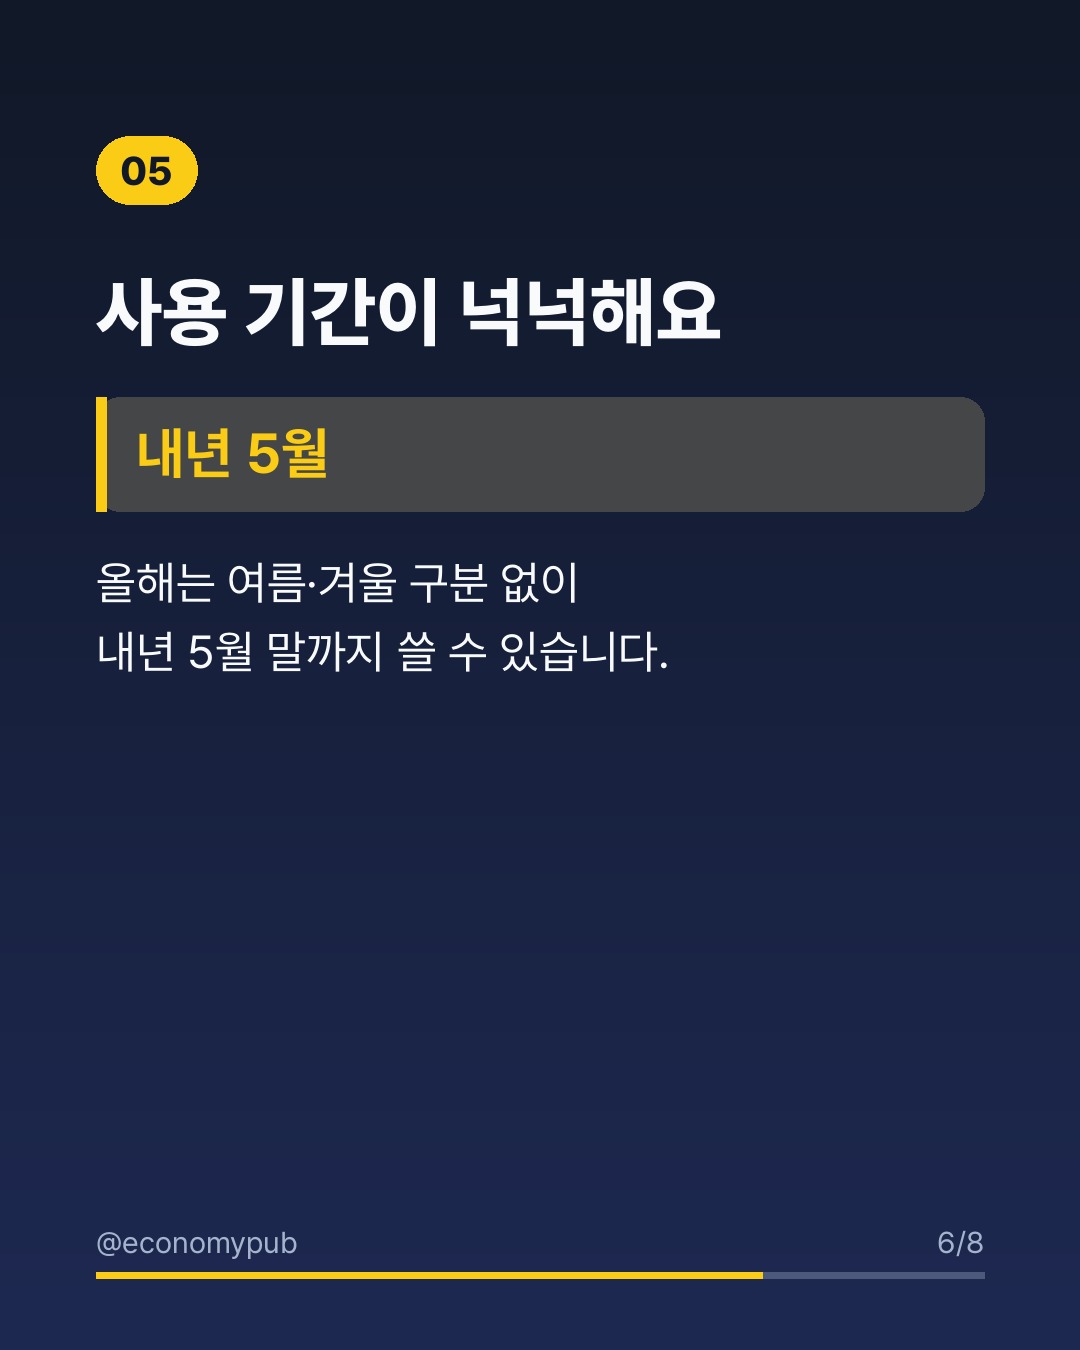 05
사용 기간이 넉넉해요
내년 5월
올해는 여름·겨울 구분 없이
내년 5월 말까지 쓸 수 있습니다.
@economypub
6/8